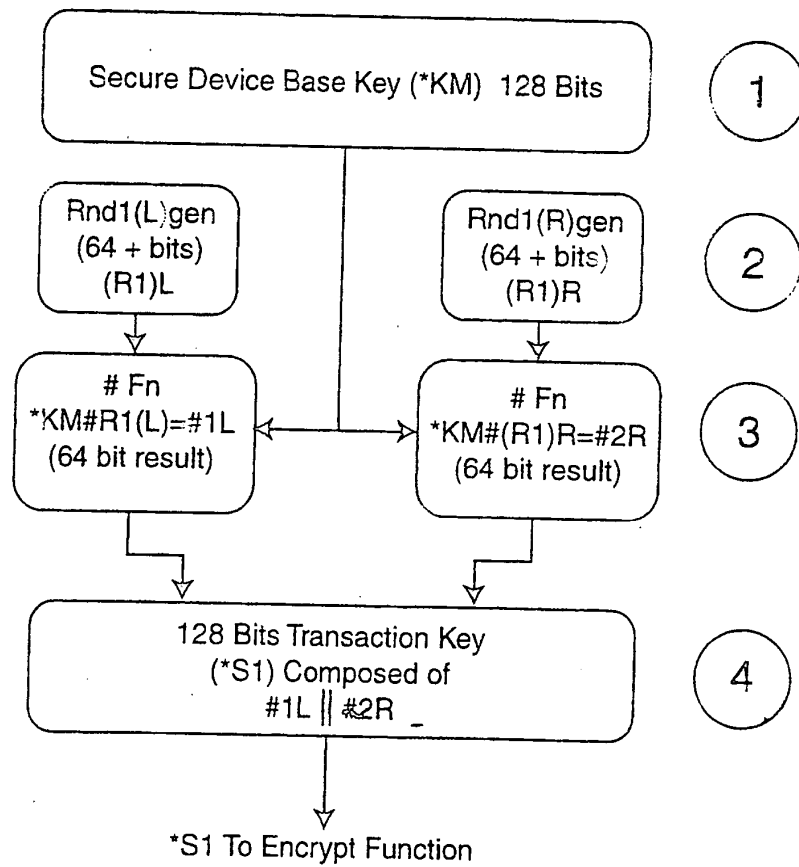 Secure Device Base Key (*KM) 128 Bits
1
Rnd1(L)gen
(64 + bits)
(R1)L
Rnd1(R)gen
(64 + bits)
(R1)R
2
# Fn
*KM#R1(L)=#1L
(64 bit result)
# Fn
*KM#(R1)R=#2R
(64 bit result)
3
128 Bits Transaction Key
(*S1) Composed of
#1L || #2R
4
*S1 To Encrypt Function